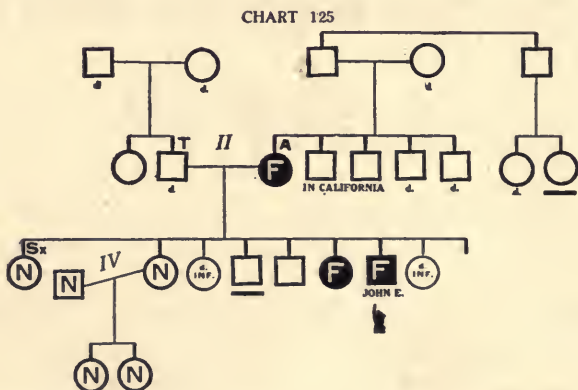 CHART 125
d. d. d.
T II A
F
d. IN CALIFORNIA d. d. d.
Sx
N N IV N d. INF. F F d. INF.
JOHN E.
N N